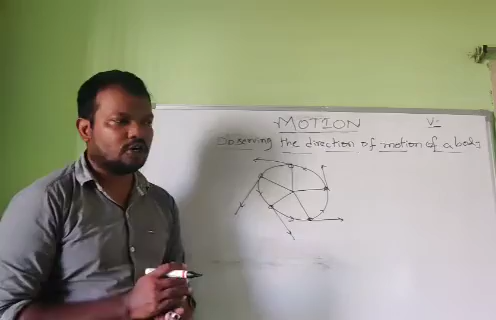 MOTION
V-
Observing the direction of motion of a body